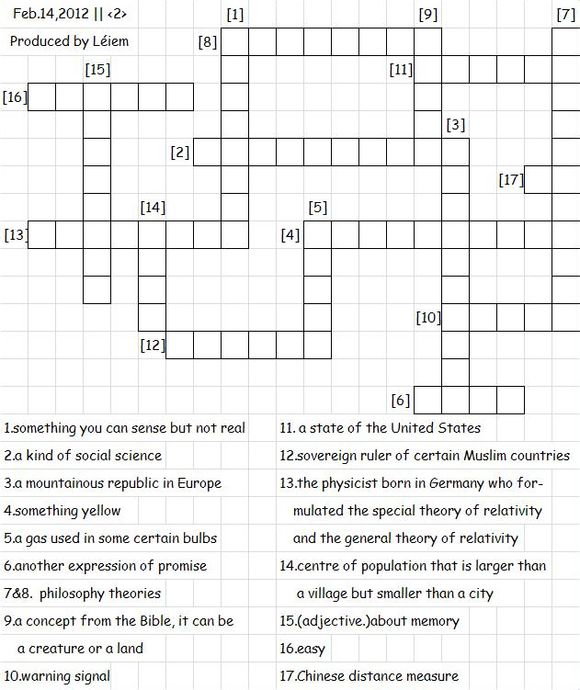 Feb.14,2012 || <2>
[1]
[9]
[7]
Produced by Léiem
[8]
[15]
[11]
[16]
[3]
[2]
[17]
[14]
[5]
[13]
[4]
[10]
[12]
[6]
1.something you can sense but not real
2.a kind of social science
3.a mountainous republic in Europe
4.something yellow
5.a gas used in some certain bulbs
6.another expression of promise
7&8. philosophy theories
9.a concept from the Bible, it can be
a creature or a land
10.warning signal
11. a state of the United States
12.sovereign ruler of certain Muslim countries
13.the physicist born in Germany who for-
mulated the special theory of relativity
and the general theory of relativity
14.centre of population that is larger than
a village but smaller than a city
15.(adjective.)about memory
16.easy
17.Chinese distance measure